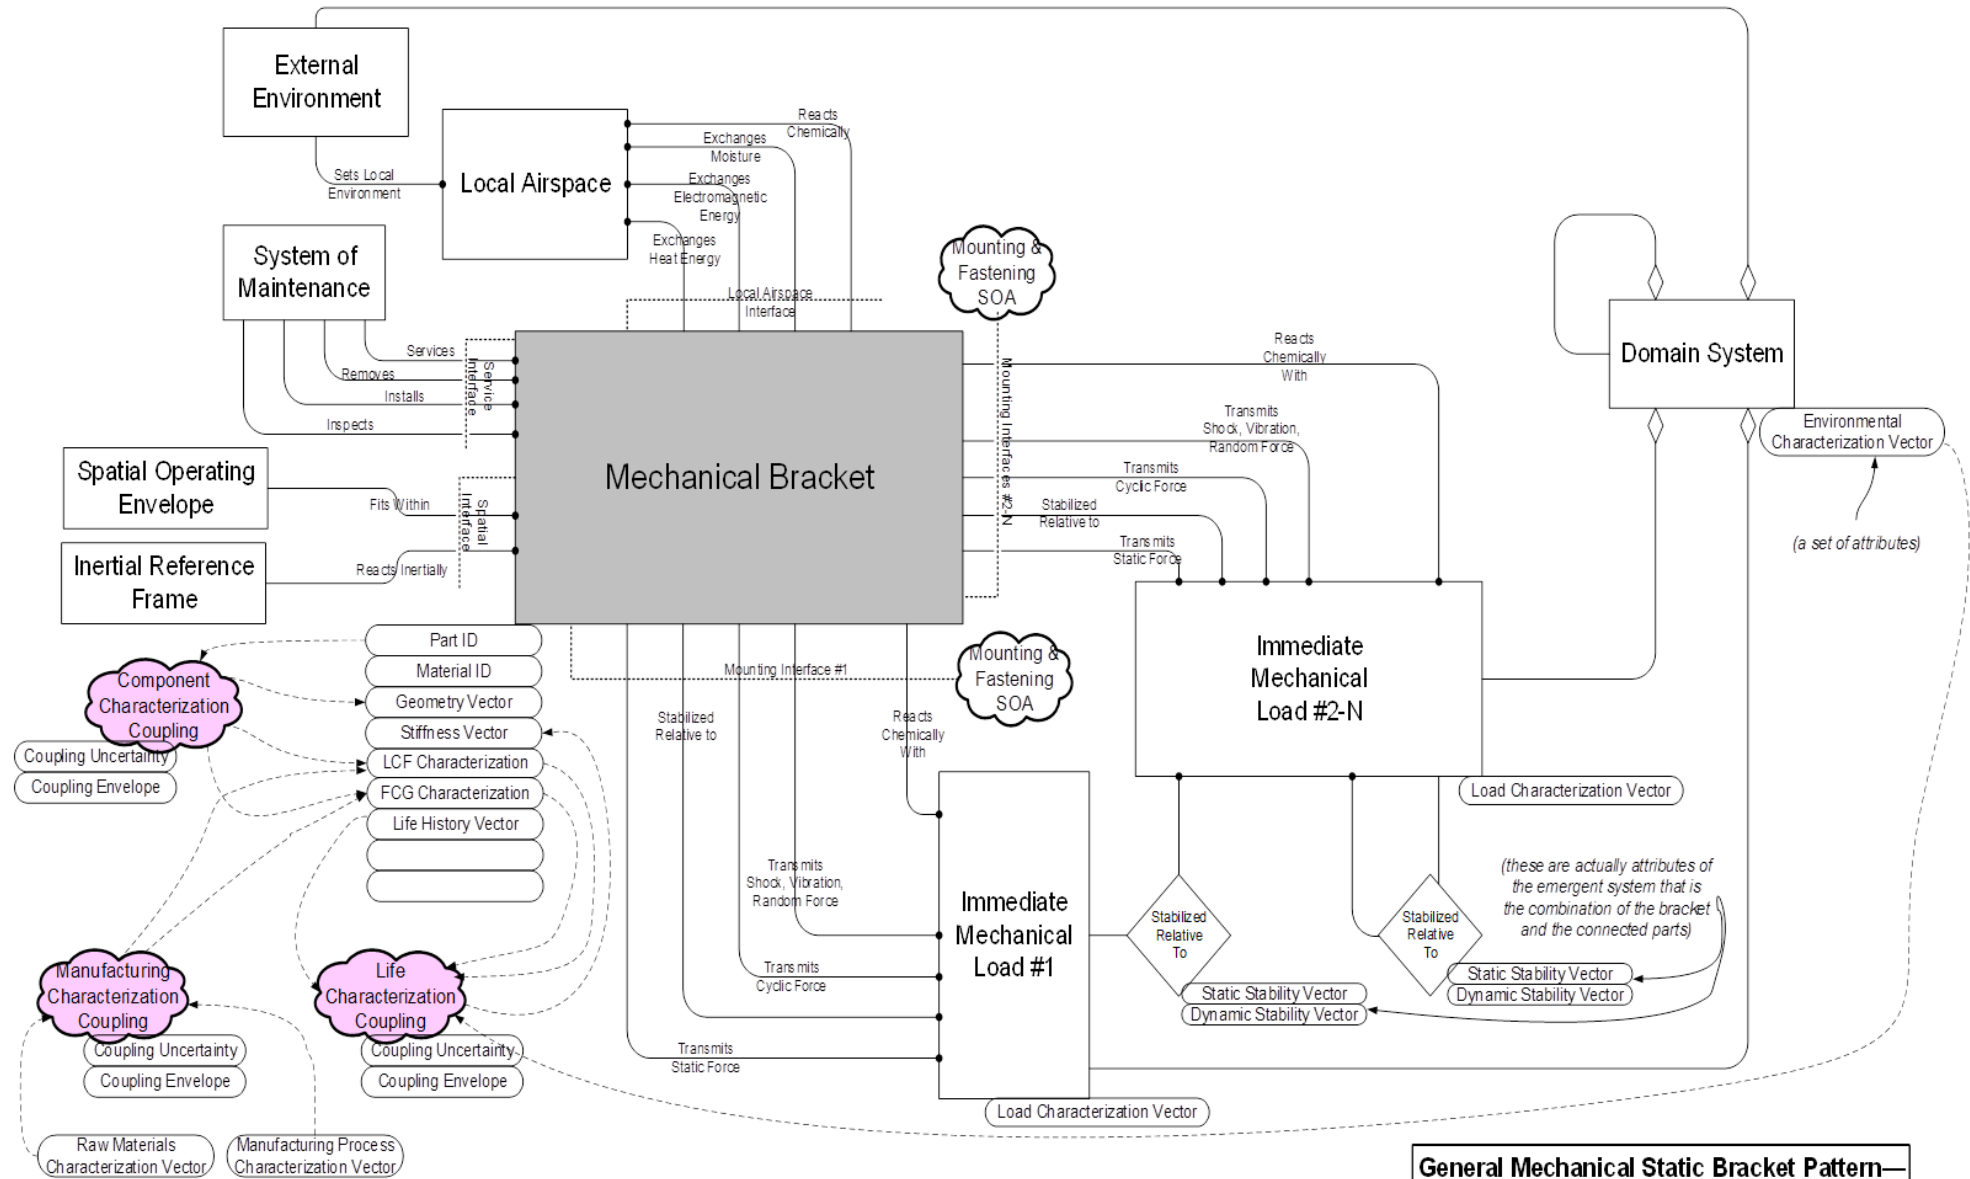 External
Environment
Local Airspace
Sets Local
Environment
Reacts
Chemically
Exchanges
Moisture
Exchanges
Electromagnetic
Energy
Exchanges
Heat Energy
System of
Maintenance
Services
Removes
Installs
Inspects
Service
Interface
Local Airspace
Interface
Mounting &
Fastening
SOA
Mounting Interfaces #2-N
Domain System
Environmental
Characterization Vector
(a set of attributes)
Spatial Operating
Envelope
Fits Within
Inertial Reference
Frame
Reacts Inertially
Spatial
Interface
Mechanical Bracket
Reacts
Chemically
With
Transmits
Shock, Vibration,
Random Force
Transmits
Cyclic Force
Stabilized
Relative to
Transmits
Static Force
Immediate
Mechanical
Load #2-N
Load Characterization Vector
Part ID
Material ID
Geometry Vector
Stiffness Vector
LCF Characterization
FCG Characterization
Life History Vector
Component
Characterization
Coupling
Coupling Uncertainty
Coupling Envelope
Mounting Interface #1
Mounting &
Fastening
SOA
Stabilized
Relative to
Reacts
Chemically
With
Transmits
Shock, Vibration,
Random Force
Transmits
Cyclic Force
Transmits
Static Force
Immediate
Mechanical
Load #1
Load Characterization Vector
Stabilized
Relative
To
Static Stability Vector
Dynamic Stability Vector
Stabilized
Relative
To
Static Stability Vector
Dynamic Stability Vector
(these are actually attributes of
the emergent system that is
the combination of the bracket
and the connected parts)
Manufacturing
Characterization
Coupling
Coupling Uncertainty
Coupling Envelope
Life
Characterization
Coupling
Coupling Uncertainty
Coupling Envelope
Raw Materials
Characterization Vector
Manufacturing Process
Characterization Vector
General Mechanical Static Bracket Pattern—